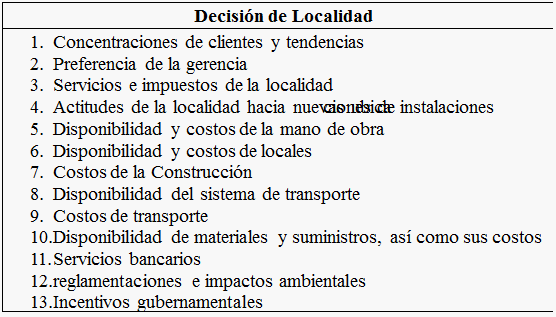 Decisión de Localidad
1. Concentraciones de clientes y tendencias
2. Preferencia de la gerencia
3. Servicios e impuestos de la localidad
4. Actitudes de la localidad hacia de instalaciones
5. Disponibilidad y costos de la mano de obra
6. Disponibilidad y costos de locales
7. Costos de la Construcción
8. Disponibilidad del sistema de transporte
9. Costos de transporte
10.Disponibilidad de materiales y suministros, así como sus costos
11.Servicios bancarios
12.reglamentaciones e impactos ambientales
13.Incentivos gubernamentales